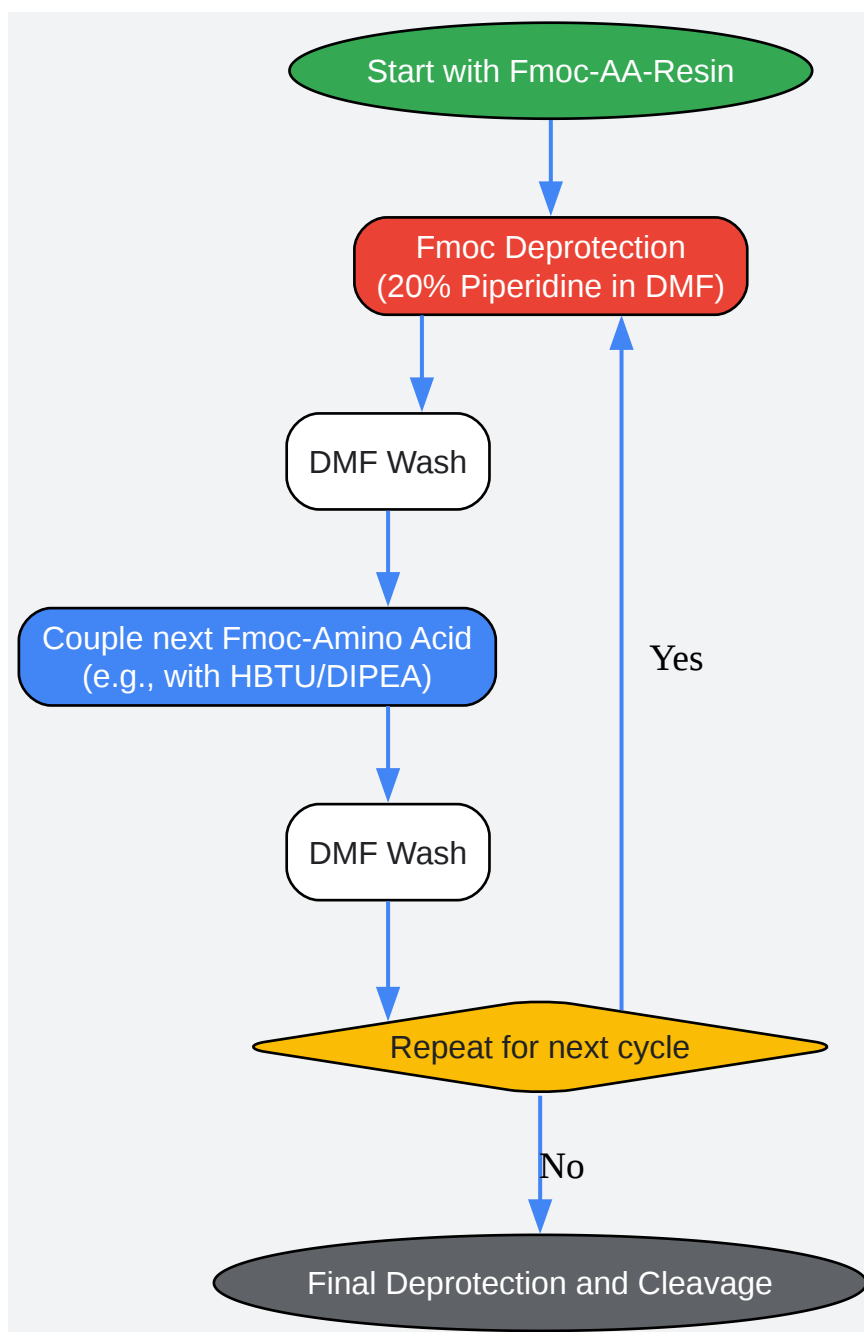 Start with Fmoc-AA-Resin
Fmoc Deprotection
(20% Piperidine in DMF)
DMF Wash
Couple next Fmoc-Amino Acid
(e.g., with HBTU/DIPEA)
Yes
DMF Wash
Repeat for next cycle
No
Final Deprotection and Cleavage